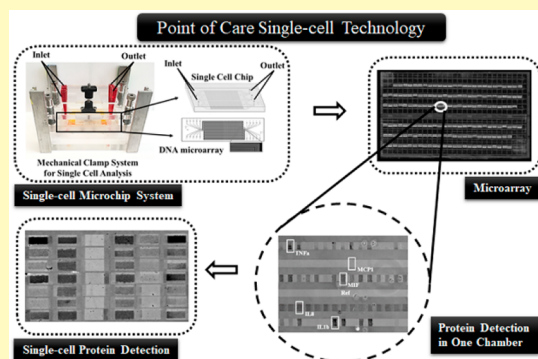 Point of Care Single-cell Technology
Inlet
Outlet
Inlet
Outlet
Single Cell Chip
DNA microarray
Mechanical Clamp System
for Single Cell Analysis
Single-cell Microchip System
Microarray
TNFα
MCP1
MIF
Ref
IL8
IL1b
Single-cell Protein Detection
Protein Detection
in One Chamber